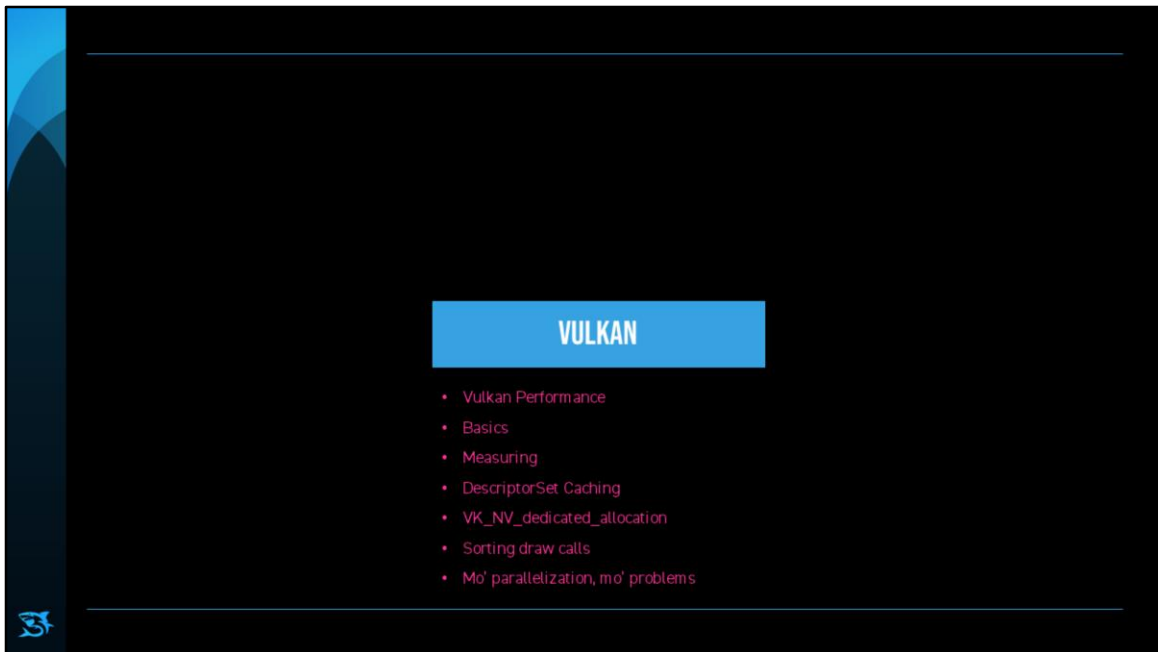 VULKAN
• Vulkan Performance
• Basics
• Measuring
• DescriptorSet Caching
• VK_NV_dedicated_allocation
• Sorting draw calls
• Mo' parallelization, mo' problems